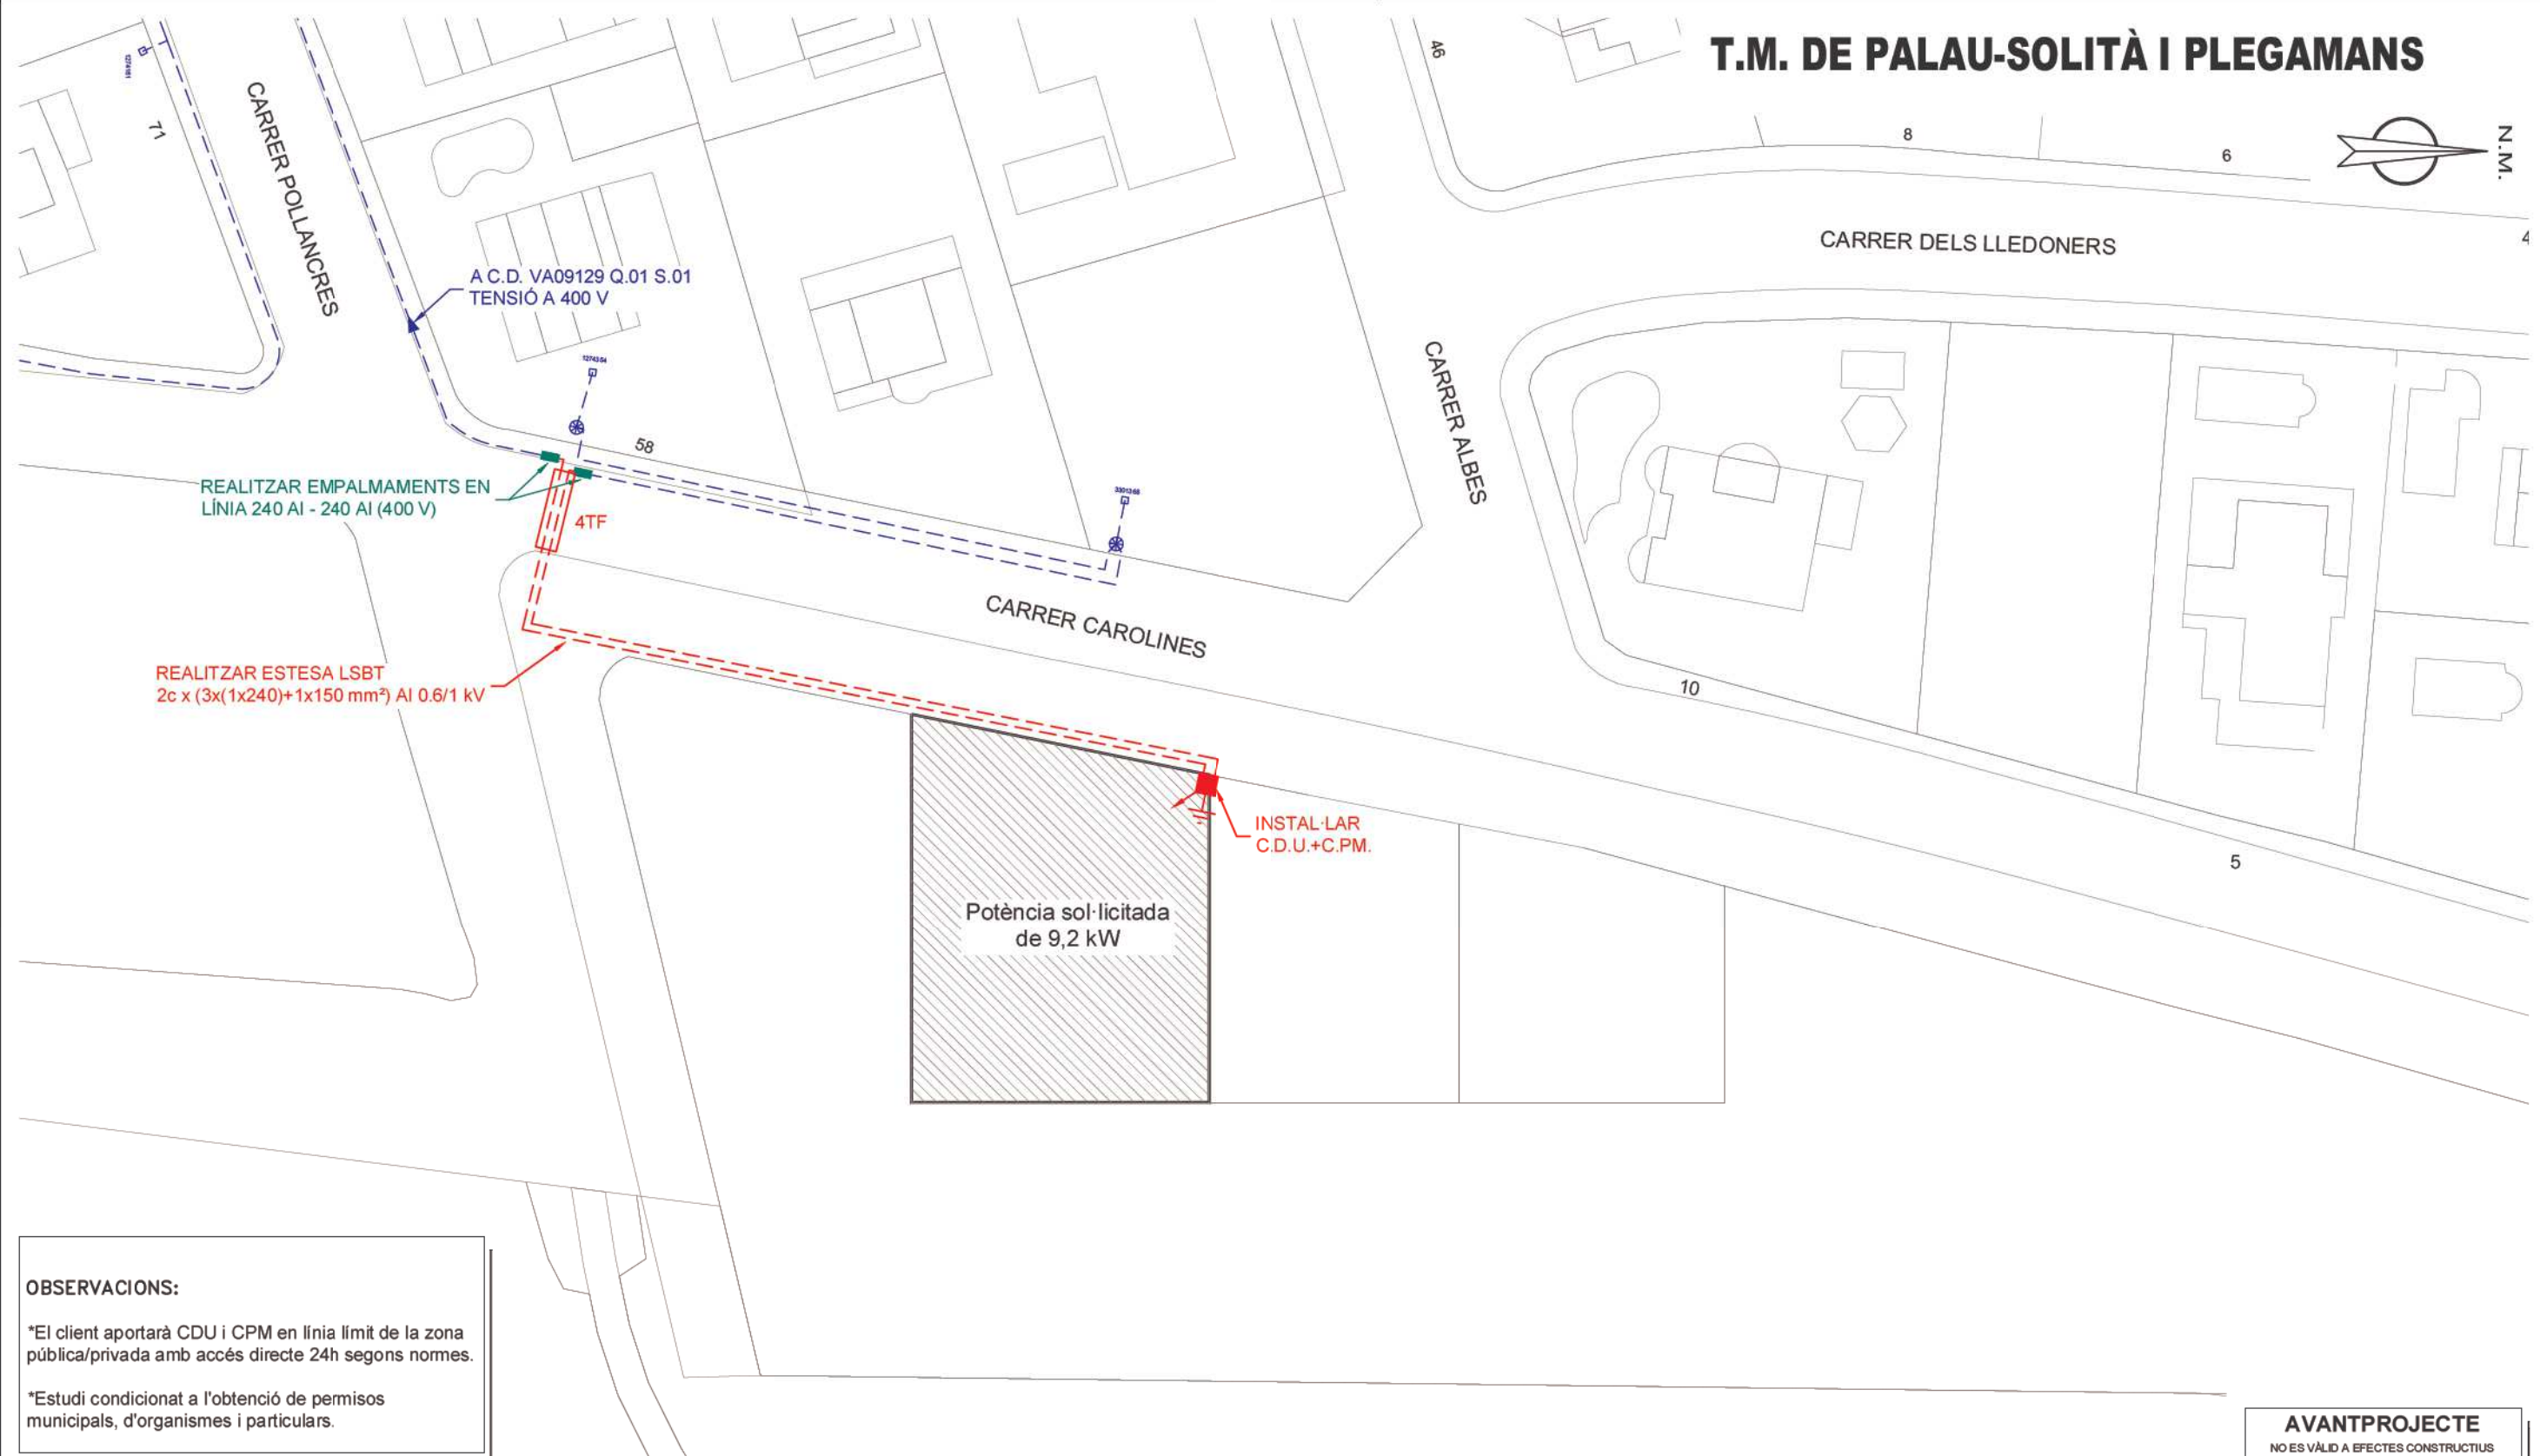 T.M. DE PALAU-SOLITÀ I PLEGAMANS
N.M.
46
8
6
4
71
CARRER POLLANCRES
CARRER DELS LLEDONERS
A C.D. VA09129 Q.01 S.01
TENSIÓ A 400 V
1274354
58
CARRER ALBES
REALITZAR EMPALMAMENTS EN
LÍNIA 240 Al - 240 Al (400 V)
4TF
CARRER CAROLINES
REALITZAR ESTESA LSBT
2c x (3x(1x240)+1x150 mm²) Al 0.6/1 kV
10
INSTAL·LAR
C.D.U.+C.PM.
5
Potència sol·licitada
de 9,2 kW
OBSERVACIONS:
*El client aportarà CDU i CPM en línia límit de la zona
pública/privada amb accés directe 24h segons normes.
*Estudi condicionat a l'obtenció de permisos
municipals, d'organismes i particulars.
AVANTPROJECTE
NO ES VÀLID A EFECTES CONSTRUCTIUS